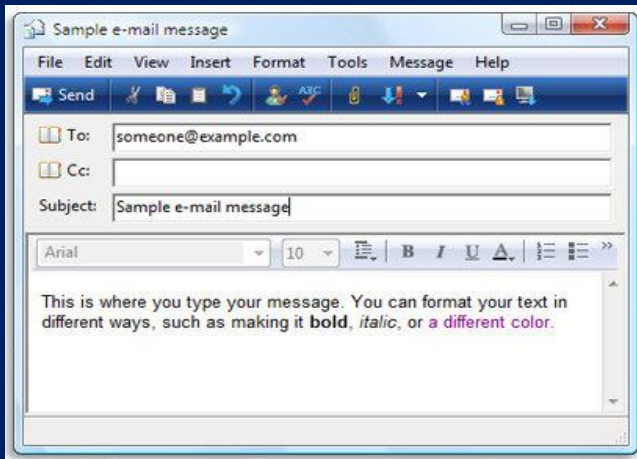 Sample e-mail message
File Edit View Insert Format Tools Message Help
Send ABC
To: someone@example.com
Cc:
Subject: Sample e-mail message
Arial 10 B I U A
This is where you type your message. You can format your text in
different ways, such as making it bold, italic, or a different color.